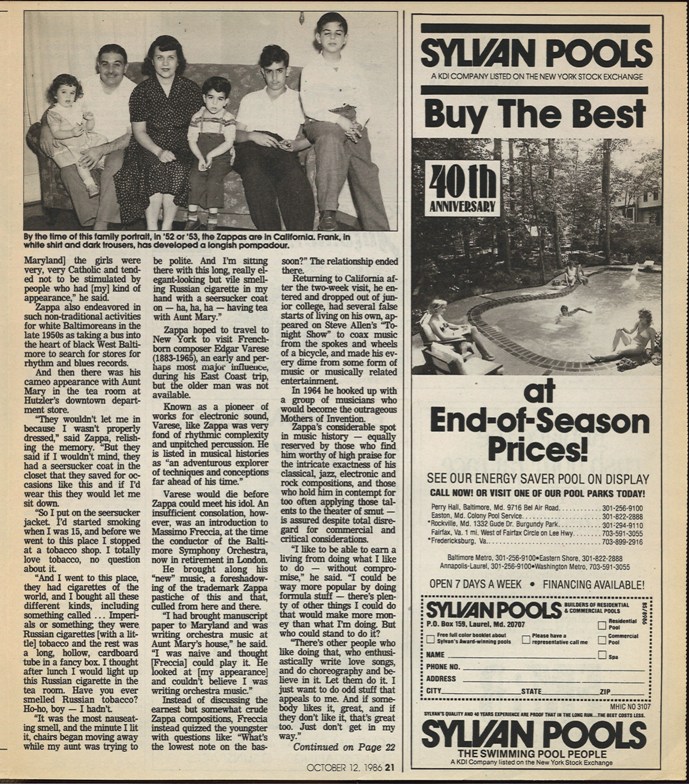 By the time of this family portrait, in '52 or '53, the Zappas are in California. Frank, in
white shirt and dark trousers, has developed a longish pompadour.
Maryland] the girls were
very, very Catholic and tend-
ed not to be stimulated by
people who had [my] kind of
appearance," he said.
Zappa also endeavored in
such non-traditional activities
for white Baltimoreans in the
late 1950s as taking a bus into
the heart of black West Balti-
more to search for stores for
rhythm and blues records.
And then there was his
cameo appearance with Aunt
Mary in the tea room at
Hutzler's downtown depart-
ment store.
"They wouldn't let me in
because I wasn't properly
dressed," said Zappa, relish-
ing the memory. "But they
said if I wouldn't mind, they
had a seersucker coat in the
closet that they saved for oc-
casions like this and if I'd
wear this they would let me
sit down.
"So I put on the seersucker
jacket. I'd started smoking
when I was 15, and before we
went to this place I stopped
at a tobacco shop. I totally
love tobacco, no question
about it.
"And I went to this place,
they had cigarettes of the
world, and I bought all these
different kinds, including
something called . . . Imperi-
als or something; they were
Russian cigarettes [with a lit-
tle] tobacco and the rest was
a long, hollow, cardboard
tube in a fancy box. I thought
after lunch I would light up
this Russian cigarette in the
tea room. Have you ever
smelled Russian tobacco?
Ho-ho, boy — I hadn't.
"It was the most nauseat-
ing smell, and the minute I lit
it, chairs began moving away
while my aunt was trying to
be polite. And I'm sitting
there with this long, really el-
egant-looking but vile smell-
ing Russian cigarette in my
hand with a seersucker coat
on — ha, ha, ha — having tea
with Aunt Mary."
Zappa hoped to travel to
New York to visit French-
born composer Edgar Varese
(1883-1965), an early and per-
haps most major influence,
during his East Coast trip,
but the older man was not
available.
Known as a pioneer of
works for electronic sound,
Varese, like Zappa was very
fond of rhythmic complexity
and unpitched percussion. He
is listed in musical histories
as "an adventurous explorer
of techniques and conceptions
far ahead of his time."
Varese would die before
Zappa could meet his idol. An
insufficient consolation, how-
ever, was an introduction to
Massimo Freccia, at the time
the conductor of the Balti-
more Symphony Orchestra,
now in retirement in London.
He brought along his
"new" music, a foreshadow-
ing of the trademark Zappa
pastiche of this and that,
culled from here and there.
"I had brought manuscript
paper to Maryland and was
writing orchestra music at
Aunt Mary's house," he said.
"I was naive and thought
[Freccia] could play it. He
looked at [my appearance]
and couldn't believe I was
writing orchestra music."
Instead of discussing the
earnest but somewhat crude
Zappa compositions, Freccia
instead quizzed the youngster
with questions like: "What's
the lowest note on the bas-
soon?" The relationship ended
there.
Returning to California af-
ter the two-week visit, he en-
tered and dropped out of jun-
ior college, had several false
starts of living on his own, ap-
peared on Steve Allen's "To-
night Show" to coax music
from the spokes and wheels
of a bicycle, and made his ev-
ery dime from some form of
music or musically related
entertainment.
In 1964 he hooked up with
a group of musicians who
would become the outrageous
Mothers of Invention.
Zappa's considerable spot
in music history — equally
reserved by those who find
him worthy of high praise for
the intricate exactness of his
classical, jazz, electronic and
rock compositions, and those
who hold him in contempt for
too often applying those tal-
ents to the theater of smut —
is assured despite total disre-
gard for commercial and
critical considerations.
"I like to be able to earn a
living from doing what I like
to do — without compro-
mise," he said. "I could be
way more popular by doing
formula stuff — there's plen-
ty of other things I could do
that would make more mon-
ey than what I'm doing. But
who could stand to do it?
"There's other people who
like doing that, who enthusi-
astically write love songs,
and do choreography and be-
lieve in it. Let them do it. I
just want to do odd stuff that
appeals to me. And if some-
body likes it, great, and if
they don't like it, that's great
too. Just don't get in my
way."
Continued on Page 22
OCTOBER 12, 1986 21
SYLVAN POOLS
A KDI COMPANY LISTED ON THE NEW YORK STOCK EXCHANGE
Buy The Best
40th
ANNIVERSARY
at
End-of-Season
Prices!
SEE OUR ENERGY SAVER POOL ON DISPLAY
CALL NOW! OR VISIT ONE OF OUR POOL PARKS TODAY!
Perry Hall, Baltimore, Md. 9716 Bel Air Road. 301-256-9100
Easton, Md. Colony Pool Service 301-822-2888
*Rockville, Md. 1332 Gude Dr. Burgundy Park 301-294-9110
Fairfax, Va. 1 mi. West of Fairfax Circle on Lee Hwy. 703-591-3055
*Fredericksburg, Va. 703-899-2916
Baltimore Metro, 301-256-9100•Eastern Shore, 301-822-2888
Annapolis-Laurel, 301-256-9100•Washington Metro, 703-591-3055
OPEN 7 DAYS A WEEK • FINANCING AVAILABLE!
SYLVAN POOLS BUILDERS OF RESIDENTIAL
& COMMERCIAL POOLS
P.O. Box 159, Laurel, Md. 20707
Residential
Pool
Free full color booklet about
Sylvan's Award-winning pools
Please have a
representative call me
Commercial
Pool
NAME
Spa
PHONE NO.
ADDRESS
CITY STATE ZIP
MHIC NO 3107
SYLVAN'S QUALITY AND 40 YEARS EXPERIENCE ARE PROOF THAT IN THE LONG RUN...THE BEST COSTS LESS.
SYLVAN POOLS
THE SWIMMING POOL PEOPLE
A KDI Company listed on the New York Stock Exchange